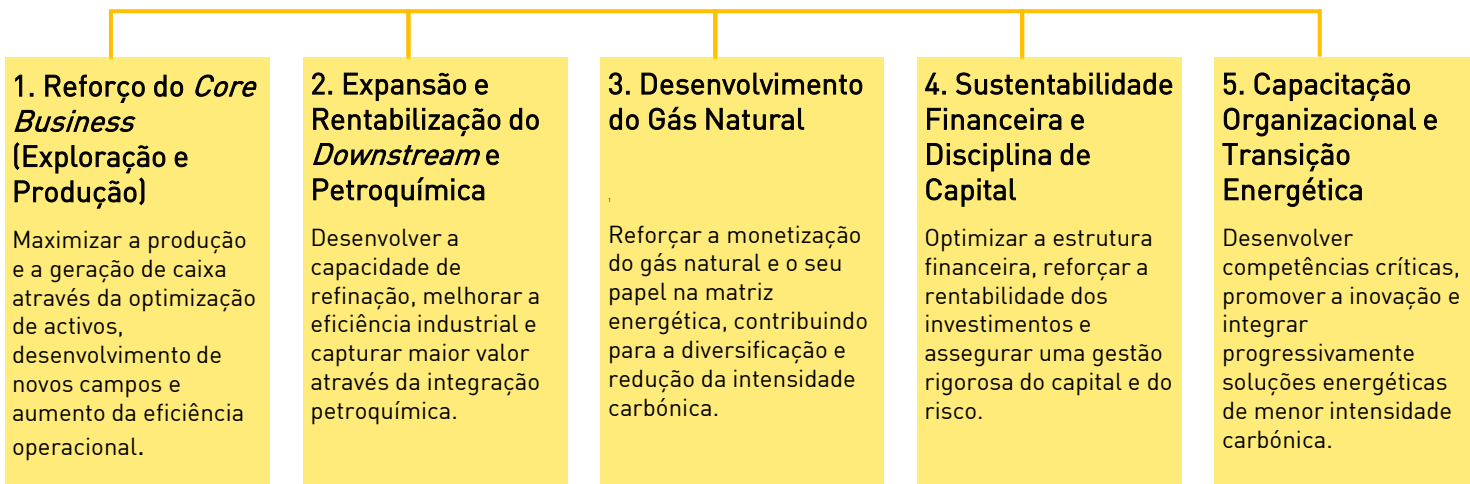 1. Reforço do Core
Business
(Exploração e
Produção)
Maximizar a produção
e a geração de caixa
através da optimização
de activos,
desenvolvimento de
novos campos e
aumento da eficiência
operacional.
2. Expansão e
Rentabilização do
Downstream e
Petroquímica
Desenvolver a
capacidade de
refinação, melhorar a
eficiência industrial e
capturar maior valor
através da integração
petroquímica.
3. Desenvolvimento
do Gás Natural
,
Reforçar a monetização
do gás natural e o seu
papel na matriz
energética, contribuindo
para a diversificação e
redução da intensidade
carbónica.
4. Sustentabilidade
Financeira e
Disciplina de
Capital
Optimizar a estrutura
financeira, reforçar a
rentabilidade dos
investimentos e
assegurar uma gestão
rigorosa do capital e do
risco.
5. Capacitação
Organizacional e
Transição
Energética
Desenvolver
competências críticas,
promover a inovação e
integrar
progressivamente
soluções energéticas
de menor intensidade
carbónica.